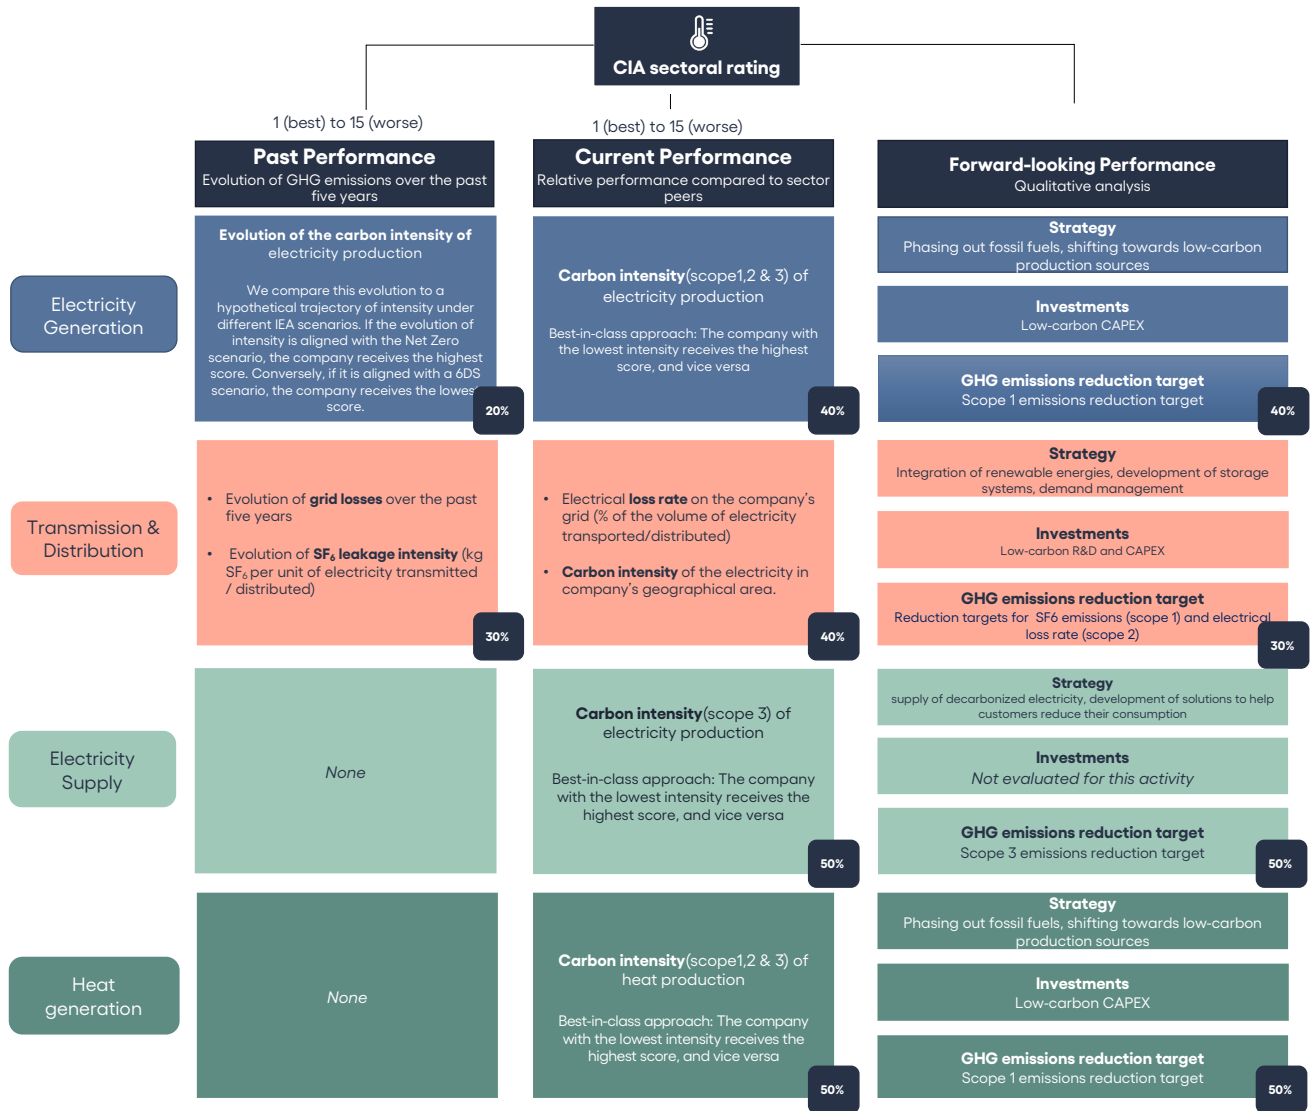 CIA sectoral rating
1 (best) to 15 (worse)
1 (best) to 15 (worse)
Past Performance
Evolution of GHG emissions over the past
five years
Current Performance
Relative performance compared to sector
peers
Forward-looking Performance
Qualitative analysis
Electricity
Generation
Evolution of the carbon intensity of
electricity production
We compare this evolution to a
hypothetical trajectory of intensity under
different IEA scenarios. If the evolution of
intensity is aligned with the Net Zero
scenario, the company receives the highest
score. Conversely, if it is aligned with a 6DS
scenario, the company receives the lowest
score.
20%
Carbon intensity(scope1,2 & 3) of
electricity production
Best-in-class approach: The company with
the lowest intensity receives the highest
score, and vice versa
40%
Strategy
Phasing out fossil fuels, shifting towards low-carbon
production sources
Investments
Low-carbon CAPEX
GHG emissions reduction target
Scope 1 emissions reduction target
40%
Transmission &
Distribution
• Evolution of grid losses over the past
five years
• Evolution of SF₆ leakage intensity (kg
SF₆ per unit of electricity transmitted
/ distributed)
30%
• Electrical loss rate on the company's
grid (% of the volume of electricity
transported/distributed)
• Carbon intensity of the electricity in
company's geographical area.
40%
Strategy
Integration of renewable energies, development of storage
systems, demand management
Investments
Low-carbon R&D and CAPEX
GHG emissions reduction target
Reduction targets for SF6 emissions (scope 1) and electrical
loss rate (scope 2)
30%
Electricity
Supply
None
Carbon intensity(scope 3) of
electricity production
Best-in-class approach: The company
with the lowest intensity receives the
highest score, and vice versa
50%
Strategy
supply of decarbonized electricity, development of solutions to help
customers reduce their consumption
Investments
Not evaluated for this activity
GHG emissions reduction target
Scope 3 emissions reduction target
50%
Heat
generation
None
Carbon intensity(scope1,2 & 3) of
heat production
Best-in-class approach: The company
with the lowest intensity receives the
highest score, and vice versa
50%
Strategy
Phasing out fossil fuels, shifting towards low-carbon
production sources
Investments
Low-carbon CAPEX
GHG emissions reduction target
Scope 1 emissions reduction target
50%